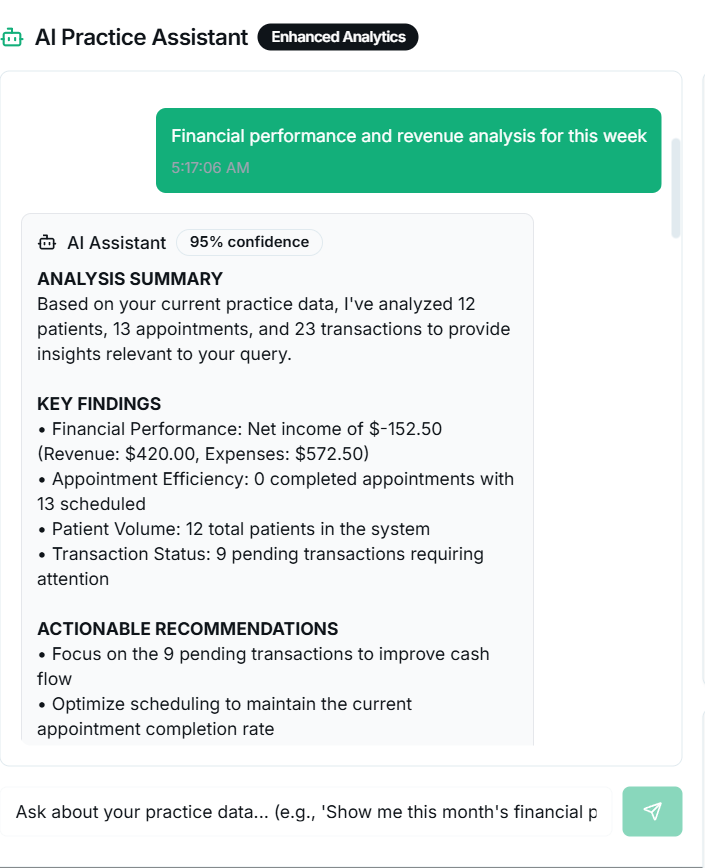 AI Practice Assistant Enhanced Analytics
Financial performance and revenue analysis for this week
5:17:06 AM
AI Assistant 95% confidence
ANALYSIS SUMMARY
Based on your current practice data, I've analyzed 12
patients, 13 appointments, and 23 transactions to provide
insights relevant to your query.
KEY FINDINGS
• Financial Performance: Net income of $-152.50
(Revenue: $420.00, Expenses: $572.50)
• Appointment Efficiency: 0 completed appointments with
13 scheduled
• Patient Volume: 12 total patients in the system
• Transaction Status: 9 pending transactions requiring
attention
ACTIONABLE RECOMMENDATIONS
• Focus on the 9 pending transactions to improve cash
flow
• Optimize scheduling to maintain the current
appointment completion rate
Ask about your practice data... (e.g., 'Show me this month's financial p